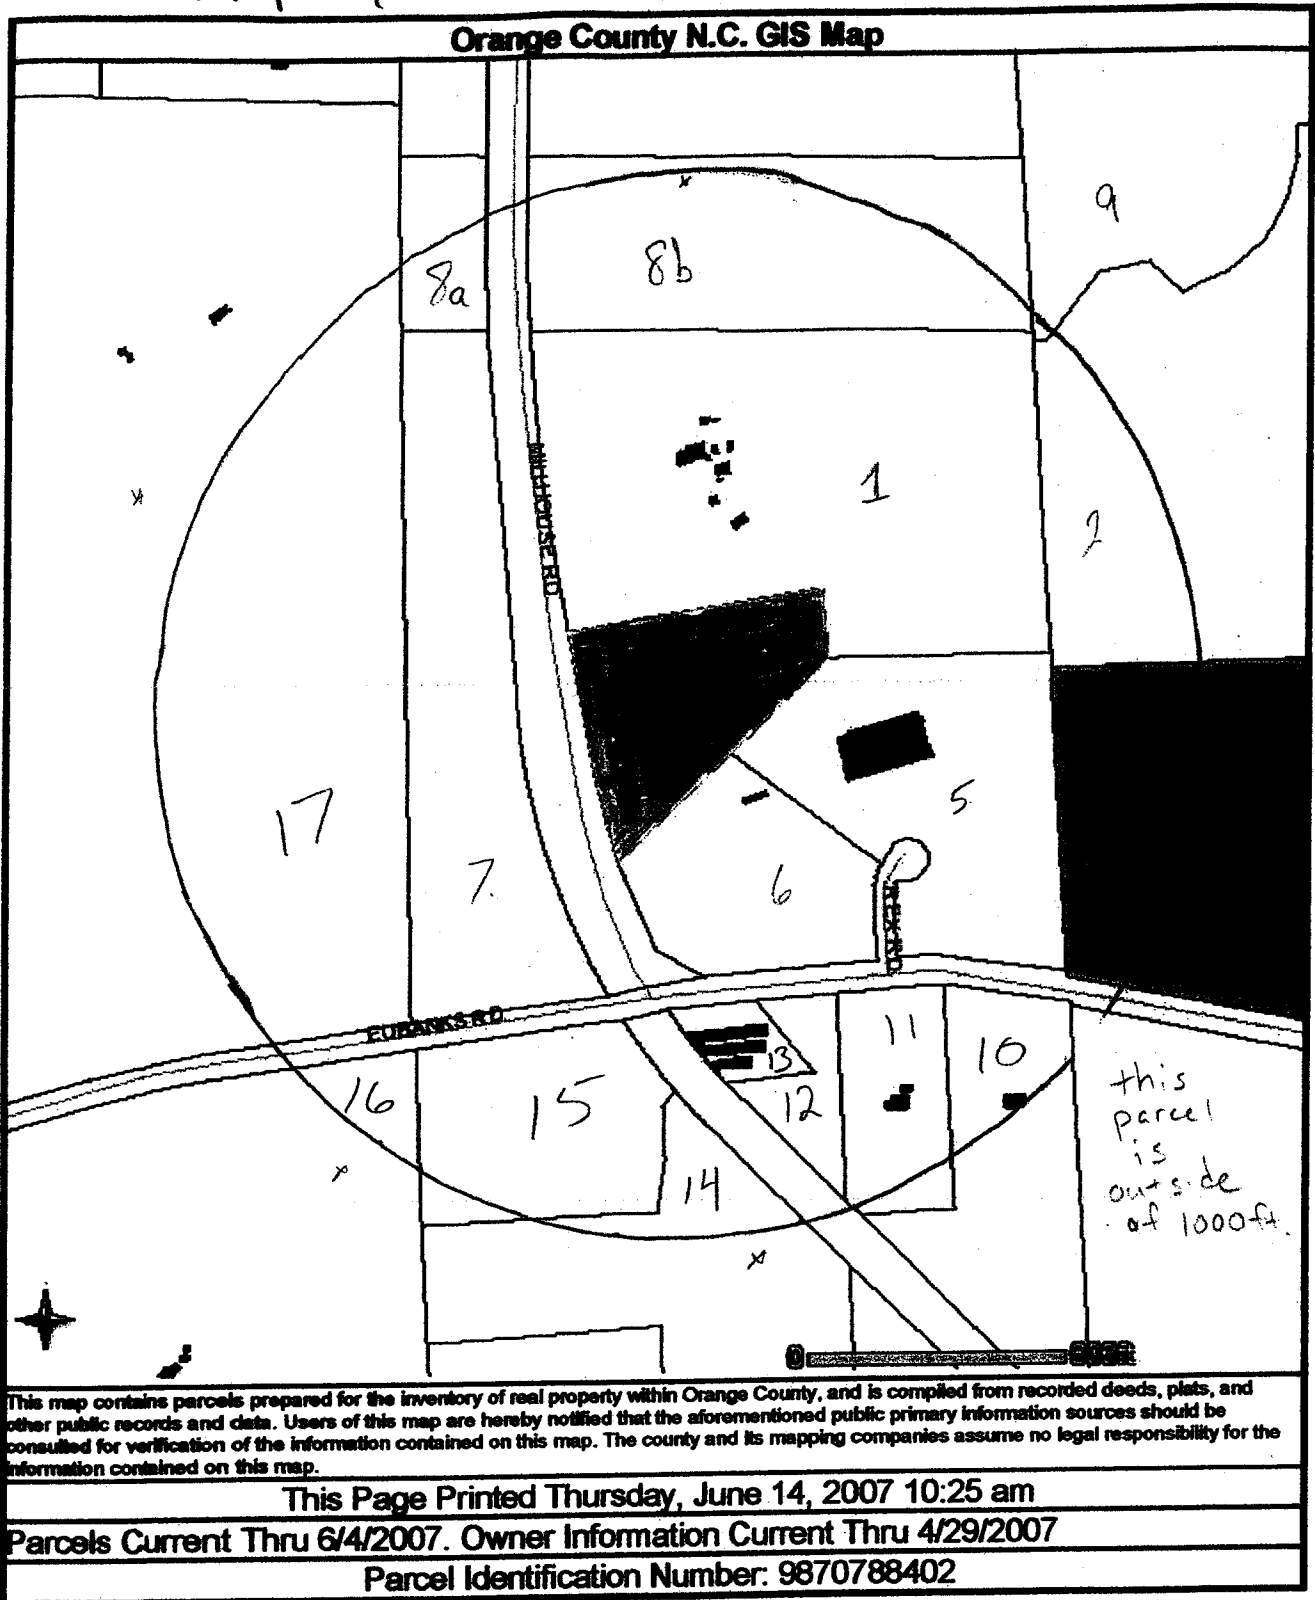 Orange County N.C. GIS Map
9
8a
8b
1
2
MILLHOUSE RD
17
7
5
6
REX RD
EUBANKS RD
16
15
13
12
11
10
14
this
parcel
is
outside
of 1000ft.
0
This map contains parcels prepared for the inventory of real property within Orange County, and is compiled from recorded deeds, plats, and
other public records and data. Users of this map are hereby notified that the aforementioned public primary information sources should be
consulted for verification of the information contained on this map. The county and its mapping companies assume no legal responsibility for the
information contained on this map.
This Page Printed Thursday, June 14, 2007 10:25 am
Parcels Current Thru 6/4/2007. Owner Information Current Thru 4/29/2007
Parcel Identification Number: 9870788402